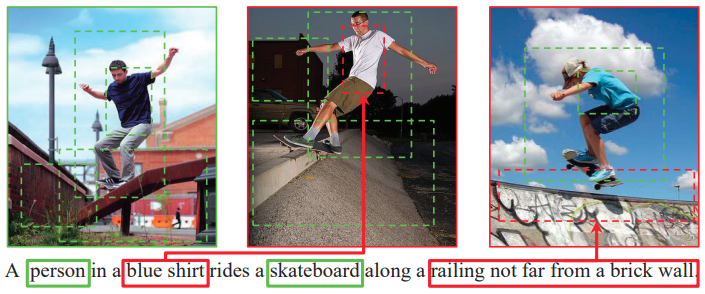 A person in a blue shirt rides a skateboard along a railing not far from a brick wall.